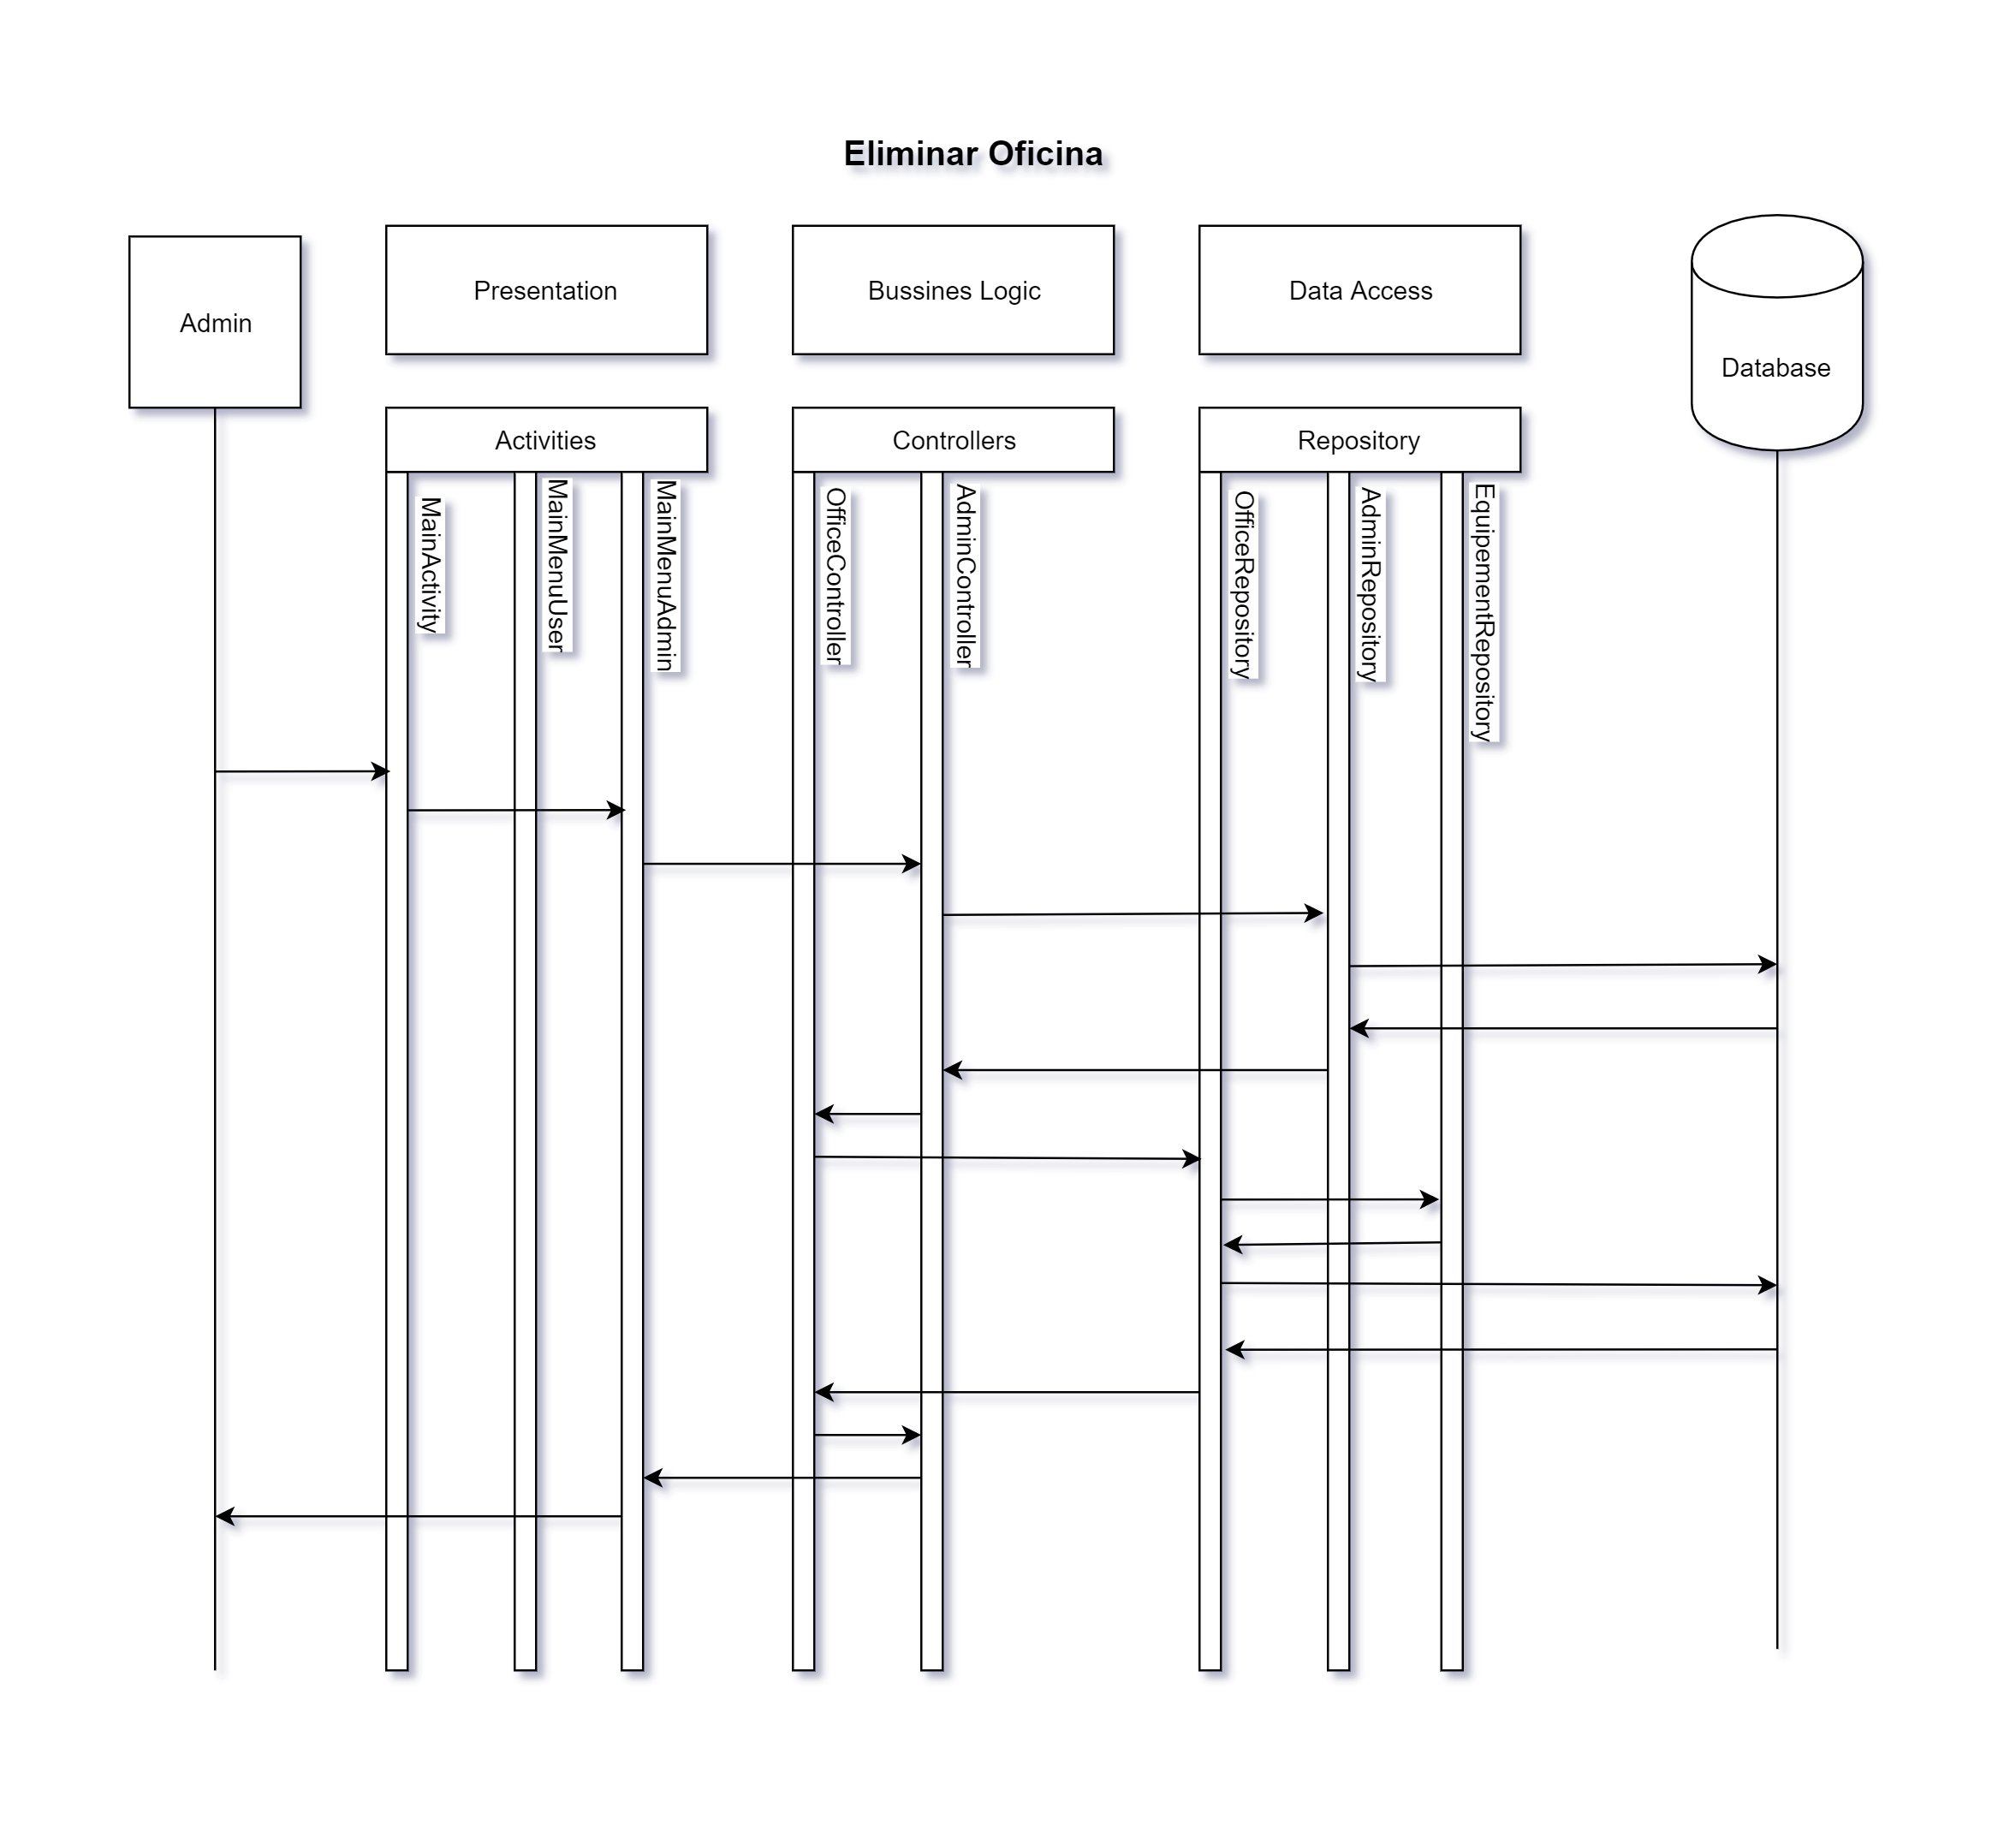 Eliminar Oficina
Admin
Presentation
Bussines Logic
Data Access
Database
Activities
Controllers
Repository
MainActivity
MainMenuUser
MainMenuAdmin
OfficeController
AdminController
OfficeRepository
AdminRepository
EquipementRepository